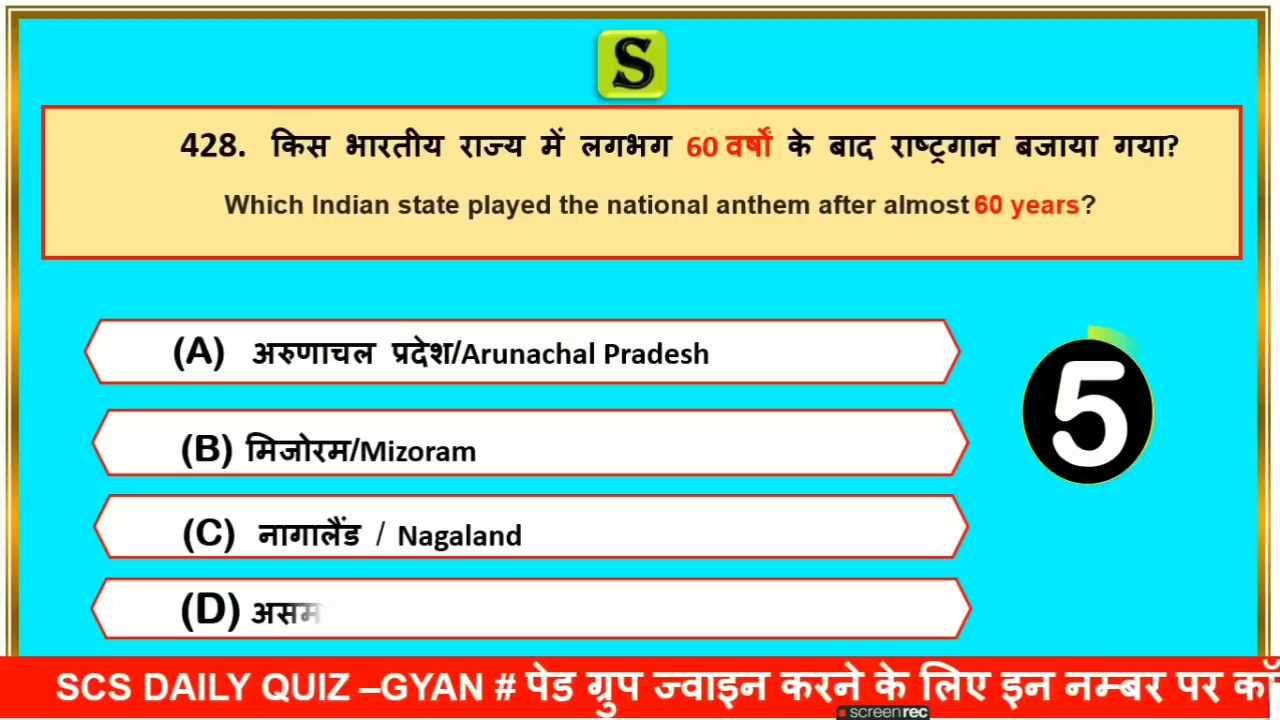 S
428. किस भारतीय राज्य में लगभग 60 वर्षों के बाद राष्ट्रगान बजाया गया?
Which Indian state played the national anthem after almost 60 years?
(A) अरुणाचल प्रदेश/Arunachal Pradesh
5
(B) मिजोरम/Mizoram
(C) नागालैंड / Nagaland
(D) असम
SCS DAILY QUIZ –GYAN # पेड ग्रुप ज्वाइन करने के लिए इन नम्बर पर
screenrec